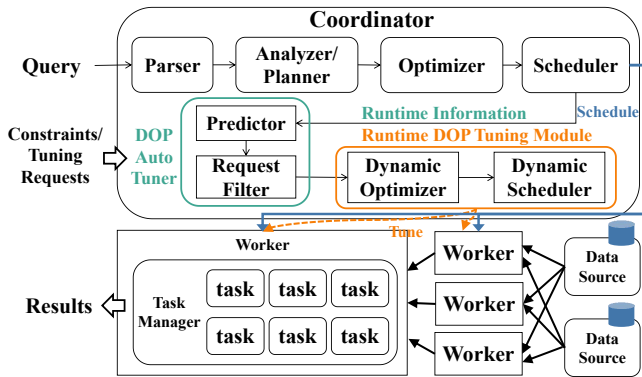 Coordinator
Query
Parser
Analyzer/
Planner
Optimizer
Scheduler
Schedule
Constraints/
Tuning
Requests
DOP
Auto
Tuner
Predictor
Request
Filter
Runtime Information
Runtime DOP Tuning Module
Dynamic
Optimizer
Dynamic
Scheduler
Tune
Worker
Task
Manager
task task task
task task task
Results
Worker
Worker
Worker
Data
Source
Data
Source